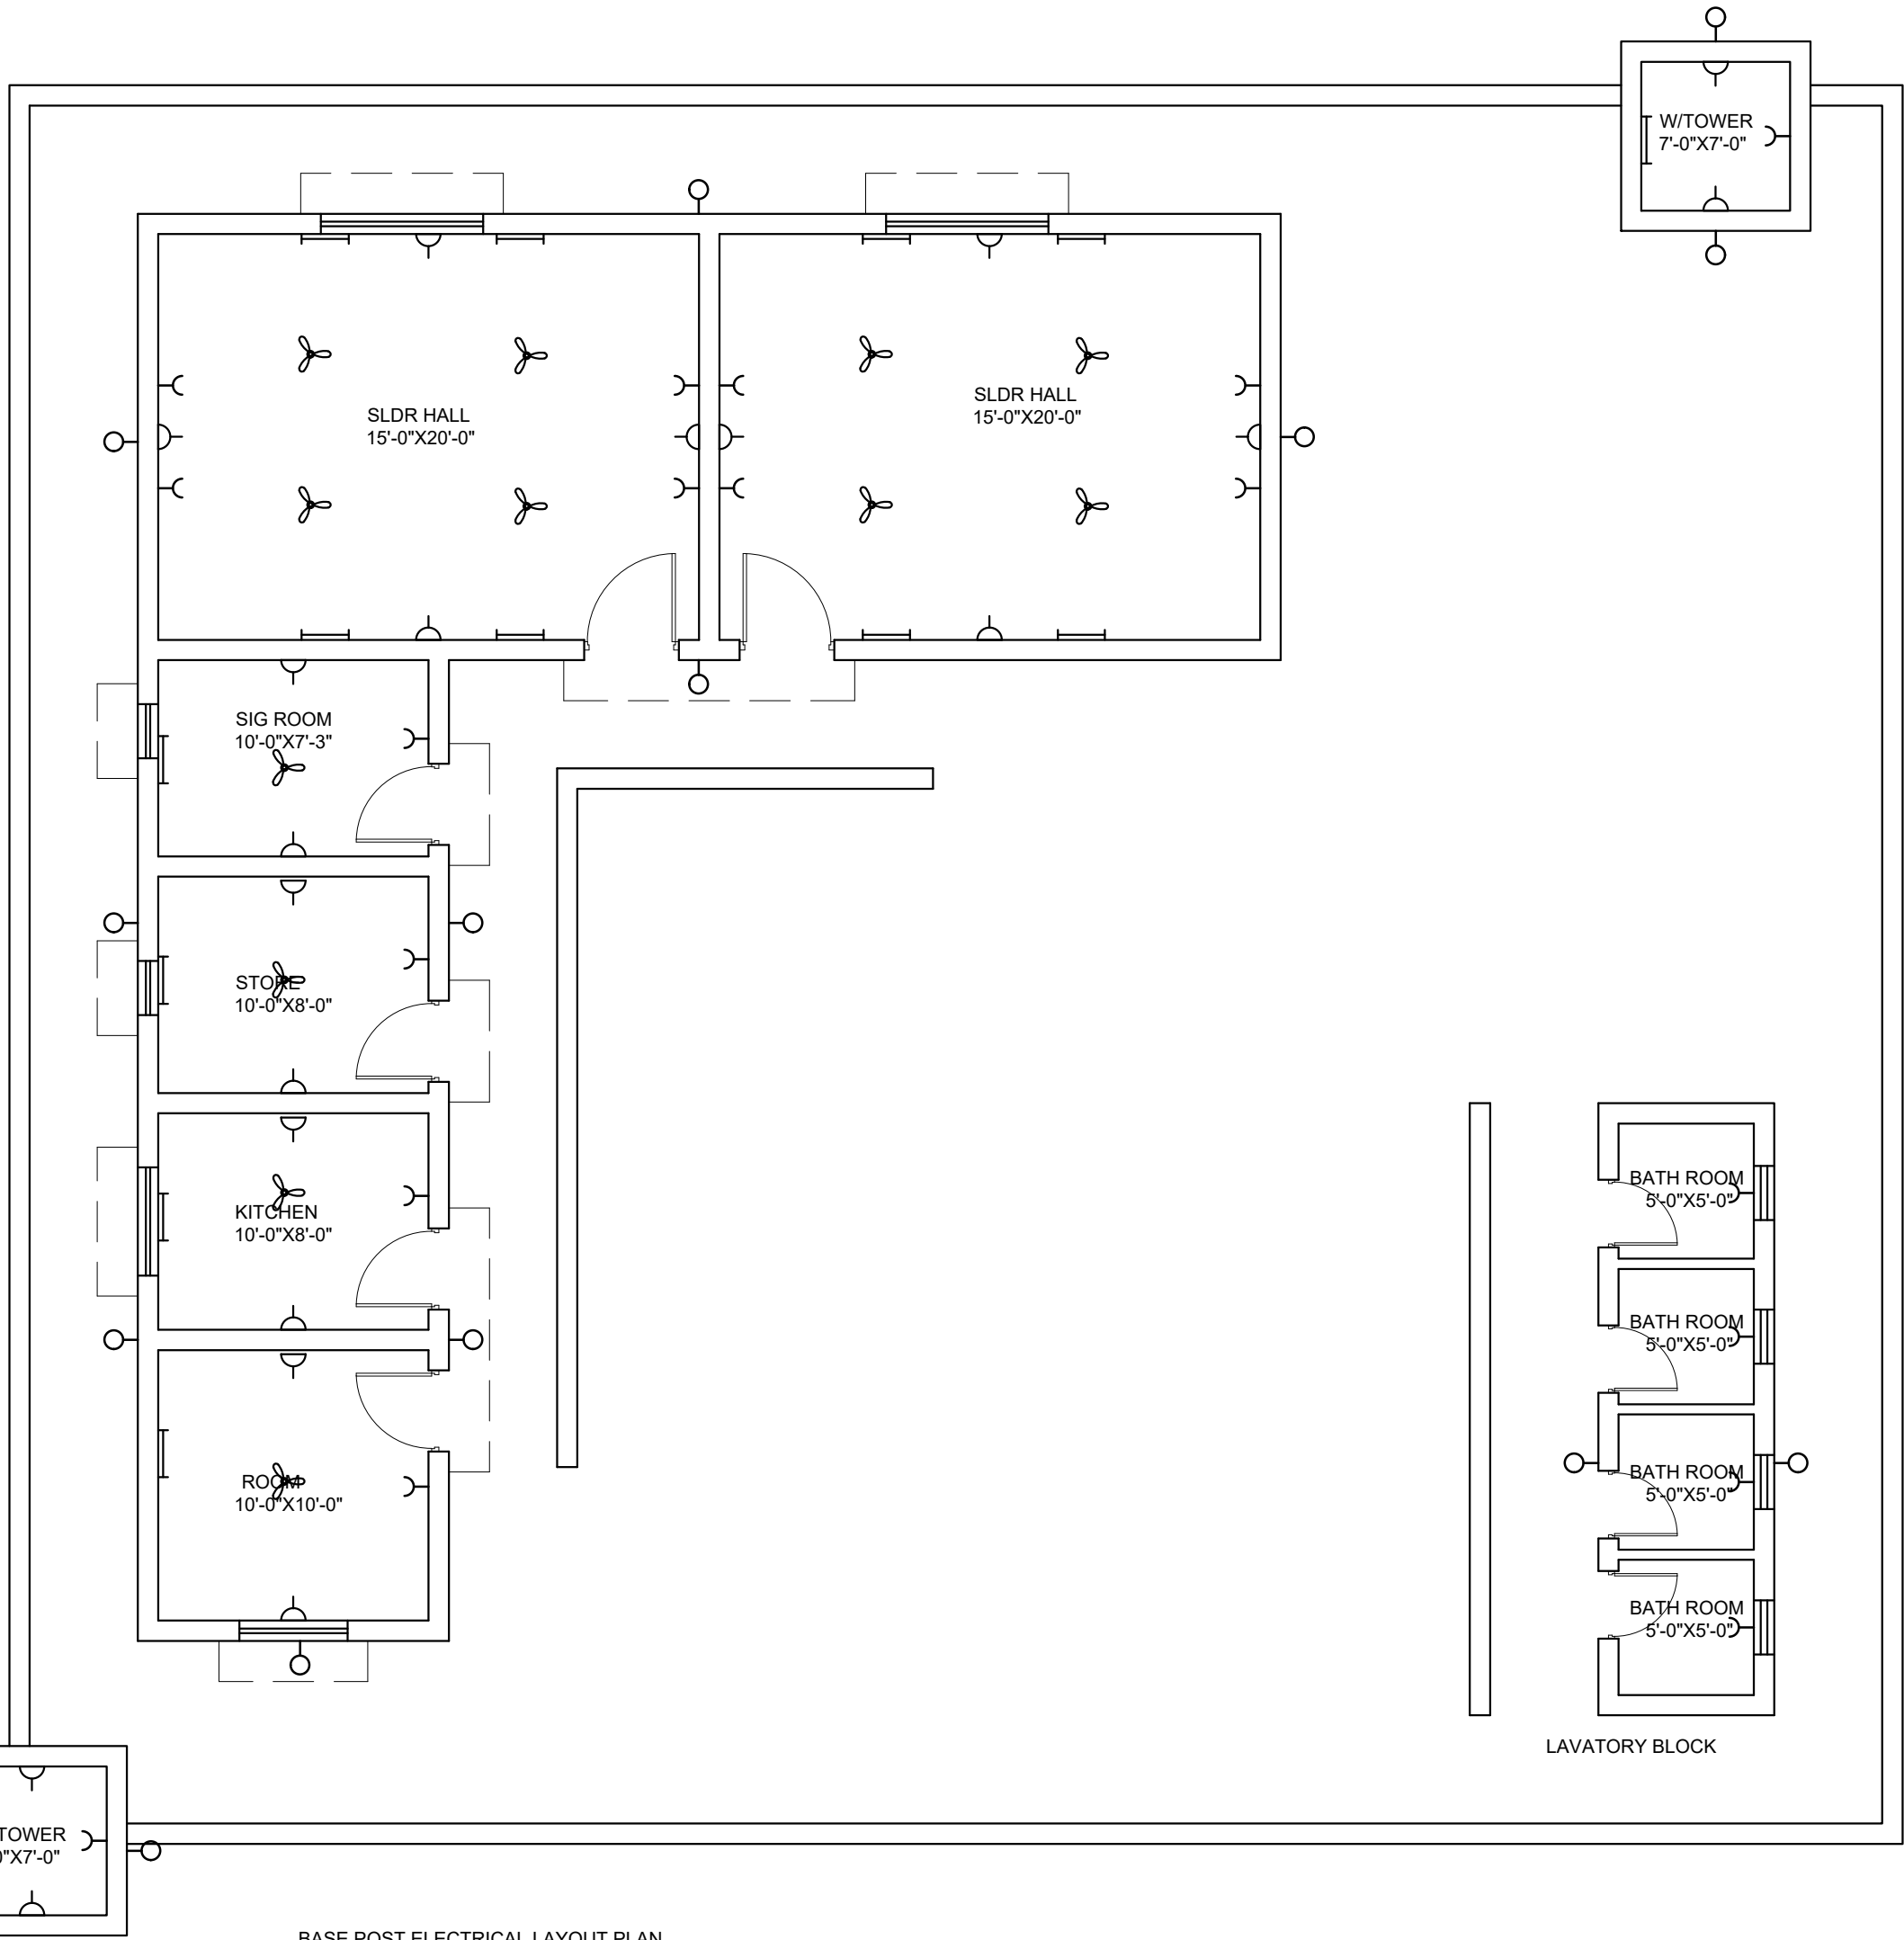 W/TOWER
7'-0"X7'-0"
SLDR HALL
15'-0"X20'-0"
SLDR HALL
15'-0"X20'-0"
SIG ROOM
10'-0"X7'-3"
STORE
10'-0"X8'-0"
KITCHEN
10'-0"X8'-0"
ROOM
10'-0"X10'-0"
BATH ROOM
5'-0"X5'-0"
BATH ROOM
5'-0"X5'-0"
BATH ROOM
5'-0"X5'-0"
BATH ROOM
5'-0"X5'-0"
LAVATORY BLOCK
TOWER
0"X7'-0"
BASE POST ELECTRICAL LAYOUT PLAN